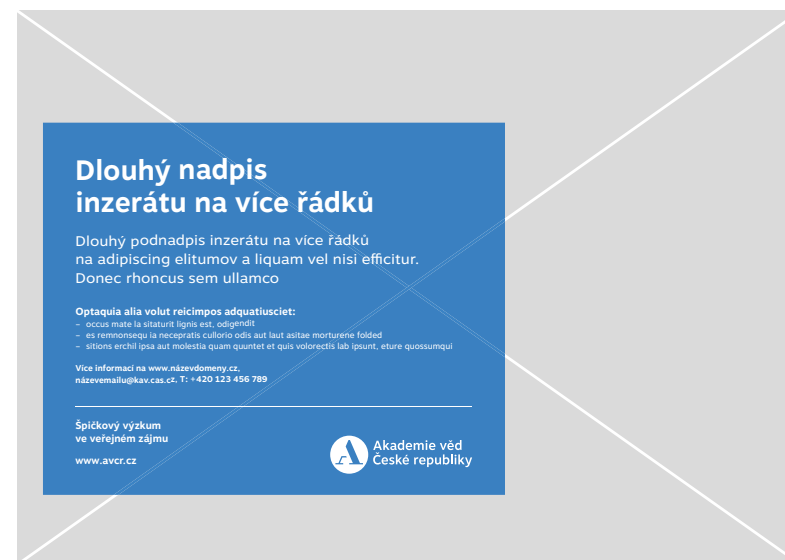 Dlouhý nadpis
inzerátu na více řádků
Dlouhý podnadpis inzerátu na více řádků
na adipiscing elitumov a liquam vel nisi efficitur.
Donec rhoncus sem ullamco
Optaquia alia volut reicimpos adquatiusciet:
– occus mate la sitaturit lignis est, odigendit
– es remnonsequ ia necepratis cullorio odis aut laut asitae morturene folded
– sitions erchil ipsa aut molestia quam quuntet et quis volorectis lab ipsunt, eture quossumqui
Více informací na www.názevdomeny.cz,
názevemailu@kav.cas.cz, T: +420 123 456 789
Špičkový výzkum
ve veřejném zájmu
www.avcr.cz
Akademie věd
České republiky